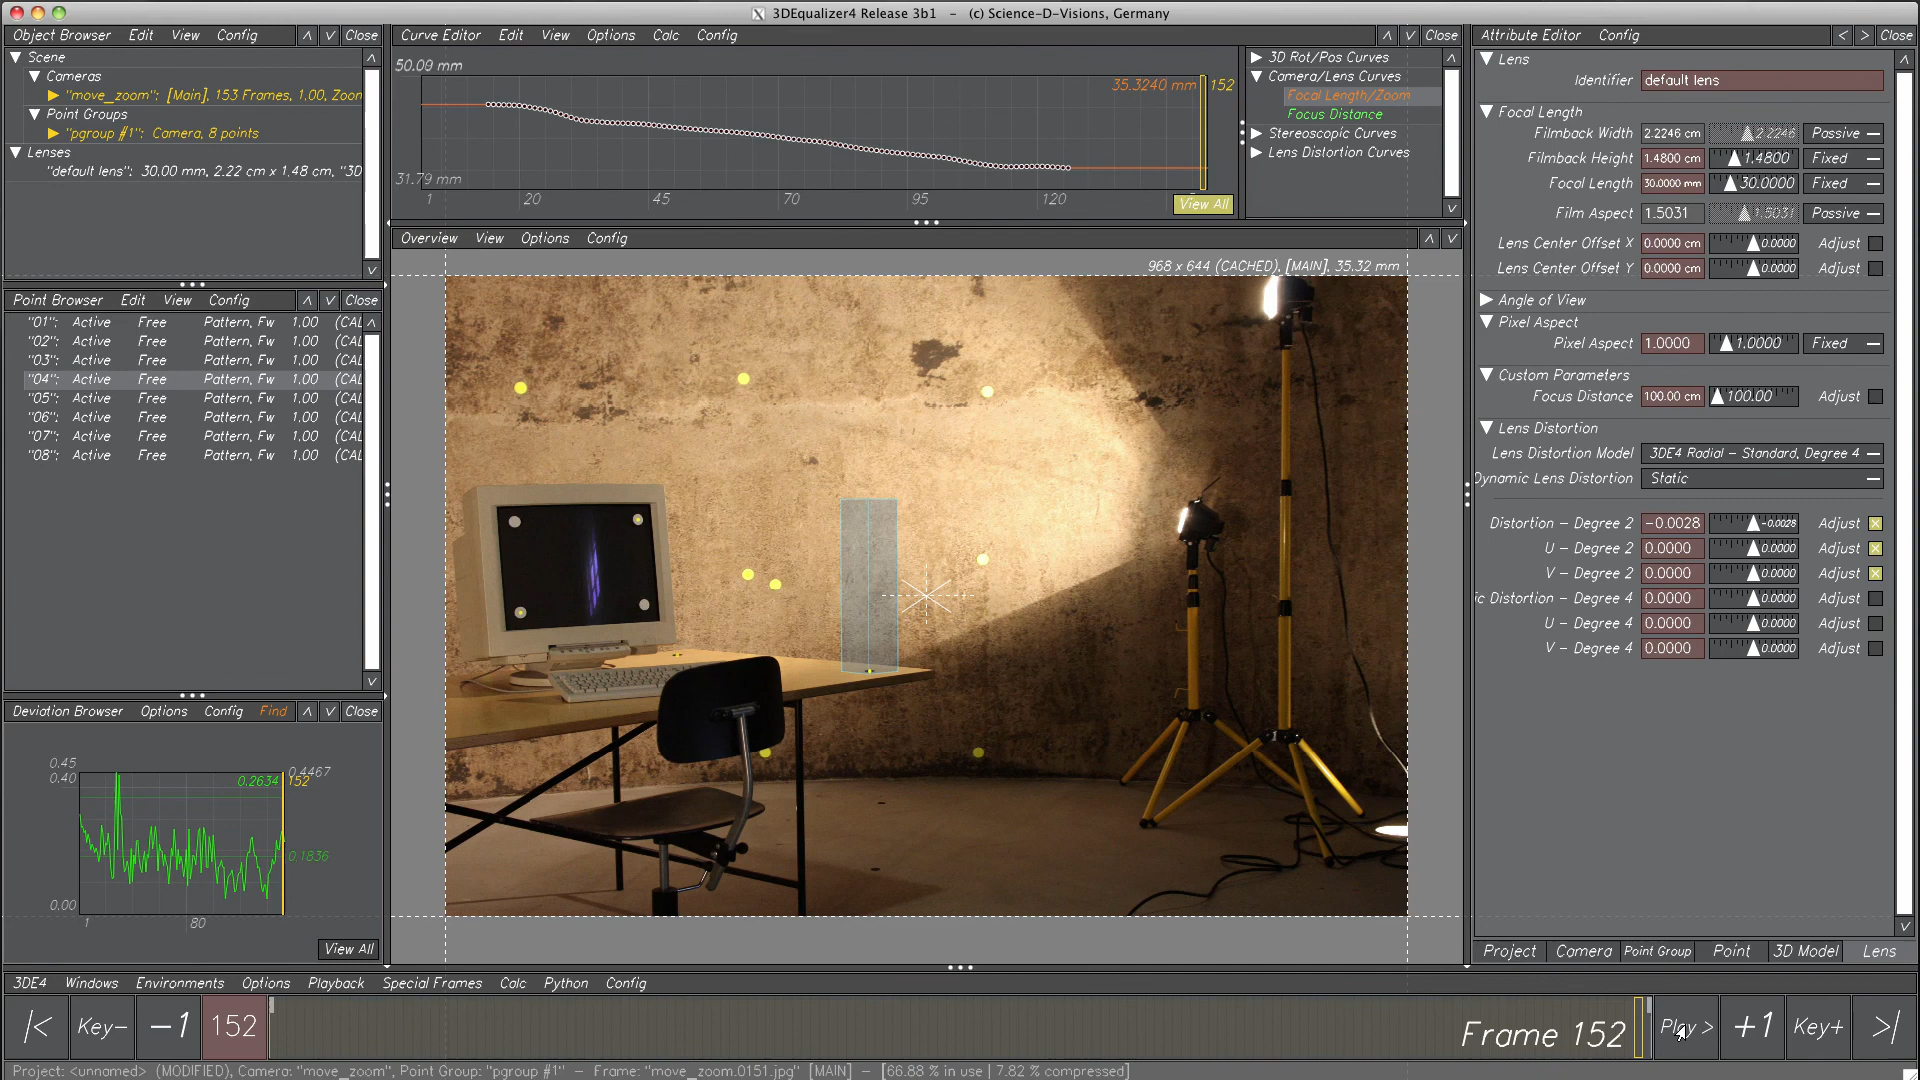 3DEqualizer4 Release 3b1 – (c) Science-D-Visions, Germany
Object Browser Edit View Config Close
Scene
Cameras
"move_zoom": [Main], 153 Frames, 1.00, Zoom
Point Groups
"pgroup #1": Camera, 8 points
Lenses
"default lens": 30.00 mm, 2.22 cm x 1.48 cm, "3D
Point Browser Edit View Config Close
"01": Active Free Pattern, Fw 1.00 (CAL
"02": Active Free Pattern, Fw 1.00 (CAL
"03": Active Free Pattern, Fw 1.00 (CAL
"04": Active Free Pattern, Fw 1.00 (CAL
"05": Active Free Pattern, Fw 1.00 (CAL
"06": Active Free Pattern, Fw 1.00 (CAL
"07": Active Free Pattern, Fw 1.00 (CAL
"08": Active Free Pattern, Fw 1.00 (CAL
Deviation Browser Options Config Find Close
0.45
0.40
0.2634
0.4467
152
0.1836
0.00
1 80
View All
Curve Editor Edit View Options Calc Config Close
50.09 mm
35.3240 mm 152
31.79 mm
1 20 45 70 95 120
View All
3D Rot/Pos Curves
Camera/Lens Curves
Focal Length/Zoom
Focus Distance
Stereoscopic Curves
Lens Distortion Curves
Overview View Options Config
968 x 644 (CACHED), [MAIN], 35.32 mm
Attribute Editor Config < > Close
Lens
Identifier default lens
Focal Length
Filmback Width 2.2246 cm 2.2246 Passive
Filmback Height 1.4800 cm 1.4800 Fixed
Focal Length 30.0000 mm 30.0000 Fixed
Film Aspect 1.5031 1.5031 Passive
Lens Center Offset X 0.0000 cm 0.0000 Adjust
Lens Center Offset Y 0.0000 cm 0.0000 Adjust
Angle of View
Pixel Aspect
Pixel Aspect 1.0000 1.0000 Fixed
Custom Parameters
Focus Distance 100.00 cm 100.00 Adjust
Lens Distortion
Lens Distortion Model 3DE4 Radial – Standard, Degree 4
Dynamic Lens Distortion Static
Distortion – Degree 2 -0.0028 -0.0028 Adjust
U – Degree 2 0.0000 0.0000 Adjust
V – Degree 2 0.0000 0.0000 Adjust
ic Distortion – Degree 4 0.0000 0.0000 Adjust
U – Degree 4 0.0000 0.0000 Adjust
V – Degree 4 0.0000 0.0000 Adjust
Project Camera Point Group Point 3D Model Lens
3DE4 Windows Environments Options Playback Special Frames Calc Python Config
|< Key- -1 152 Frame 152 Play > +1 Key+ >|
Project: <unnamed> (MODIFIED), Camera: "move_zoom", Point Group: "pgroup #1" – Frame: "move_zoom.0151.jpg" [MAIN] – [66.88 % in use | 7.82 % compressed]